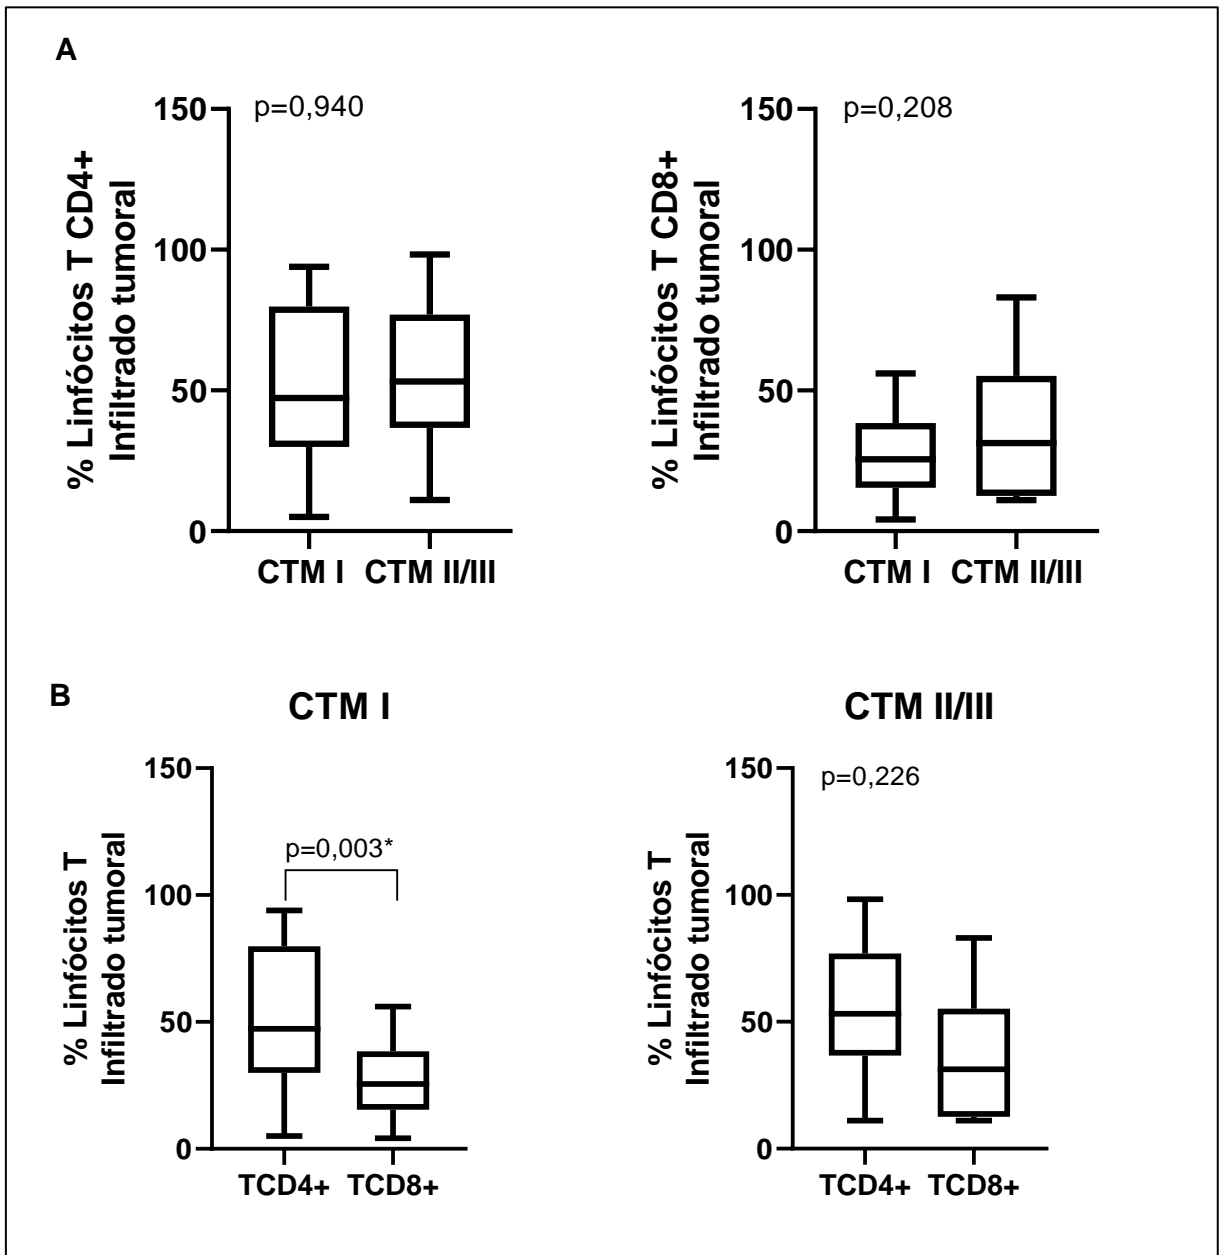 A
% Linfócitos T CD4+
Infiltrado tumoral
150
100
50
0
p=0,940
CTM I CTM II/III
% Linfócitos T CD8+
Infiltrado tumoral
150
100
50
0
p=0,208
CTM I CTM II/III
B
CTM I
% Linfócitos T
Infiltrado tumoral
150
100
50
0
p=0,003*
TCD4+ TCD8+
CTM II/III
% Linfócitos T
Infiltrado tumoral
150
100
50
0
p=0,226
TCD4+ TCD8+